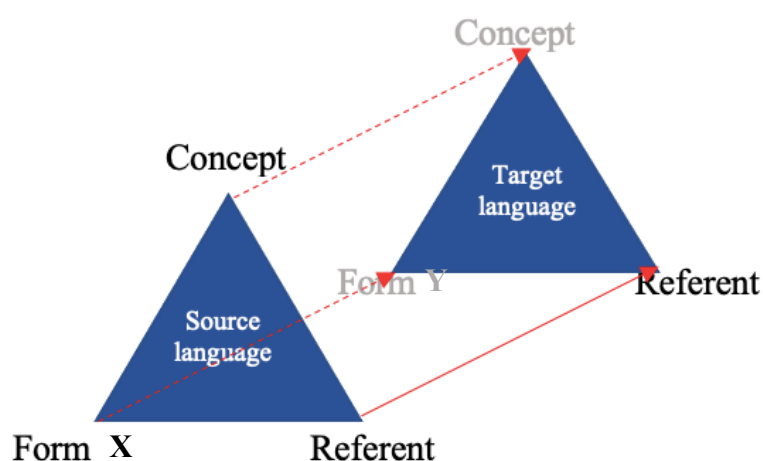 Concept
Concept
Target
language
Form Y
Referent
Source
language
Form X
Referent